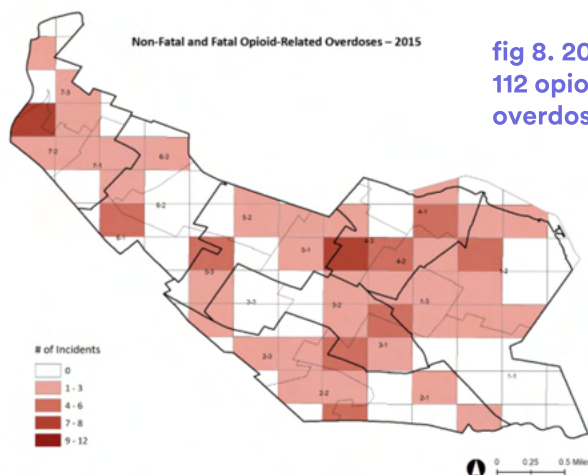 Non-Fatal and Fatal Opioid-Related Overdoses – 2015
fig 8. 20
112 opio
overdos
7-3
7-2
7-1
6-3
6-2
6-1
5-2
5-1
5-3
4-1
4-3
4-2
1-2
3-3
3-2
1-3
3-1
2-3
2-2
2-1
1-1
# of Incidents
0
1 - 3
4 - 6
7 - 8
9 - 12
0 0.25 0.5 Miles